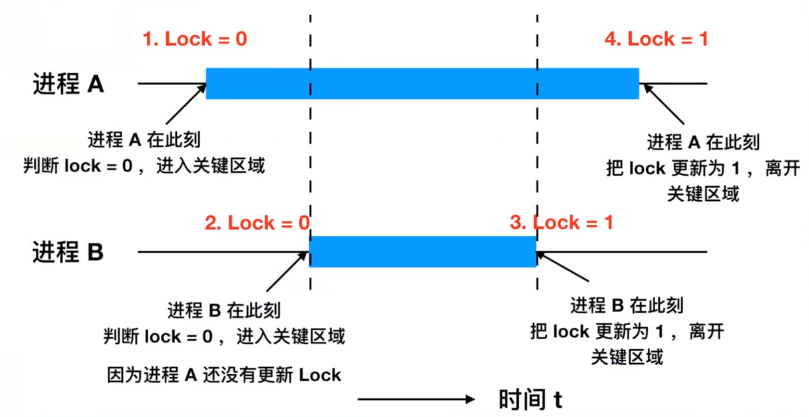 1. Lock = 0
4. Lock = 1
进程 A
进程 A 在此刻
判断 lock = 0 ，进入关键区域
进程 A 在此刻
把 lock 更新为 1 ，离开
关键区域
2. Lock = 0
3. Lock = 1
进程 B
进程 B 在此刻
判断 lock = 0 ，进入关键区域
因为进程 A 还没有更新 Lock
进程 B 在此刻
把 lock 更新为 1 ，离开
关键区域
时间 t